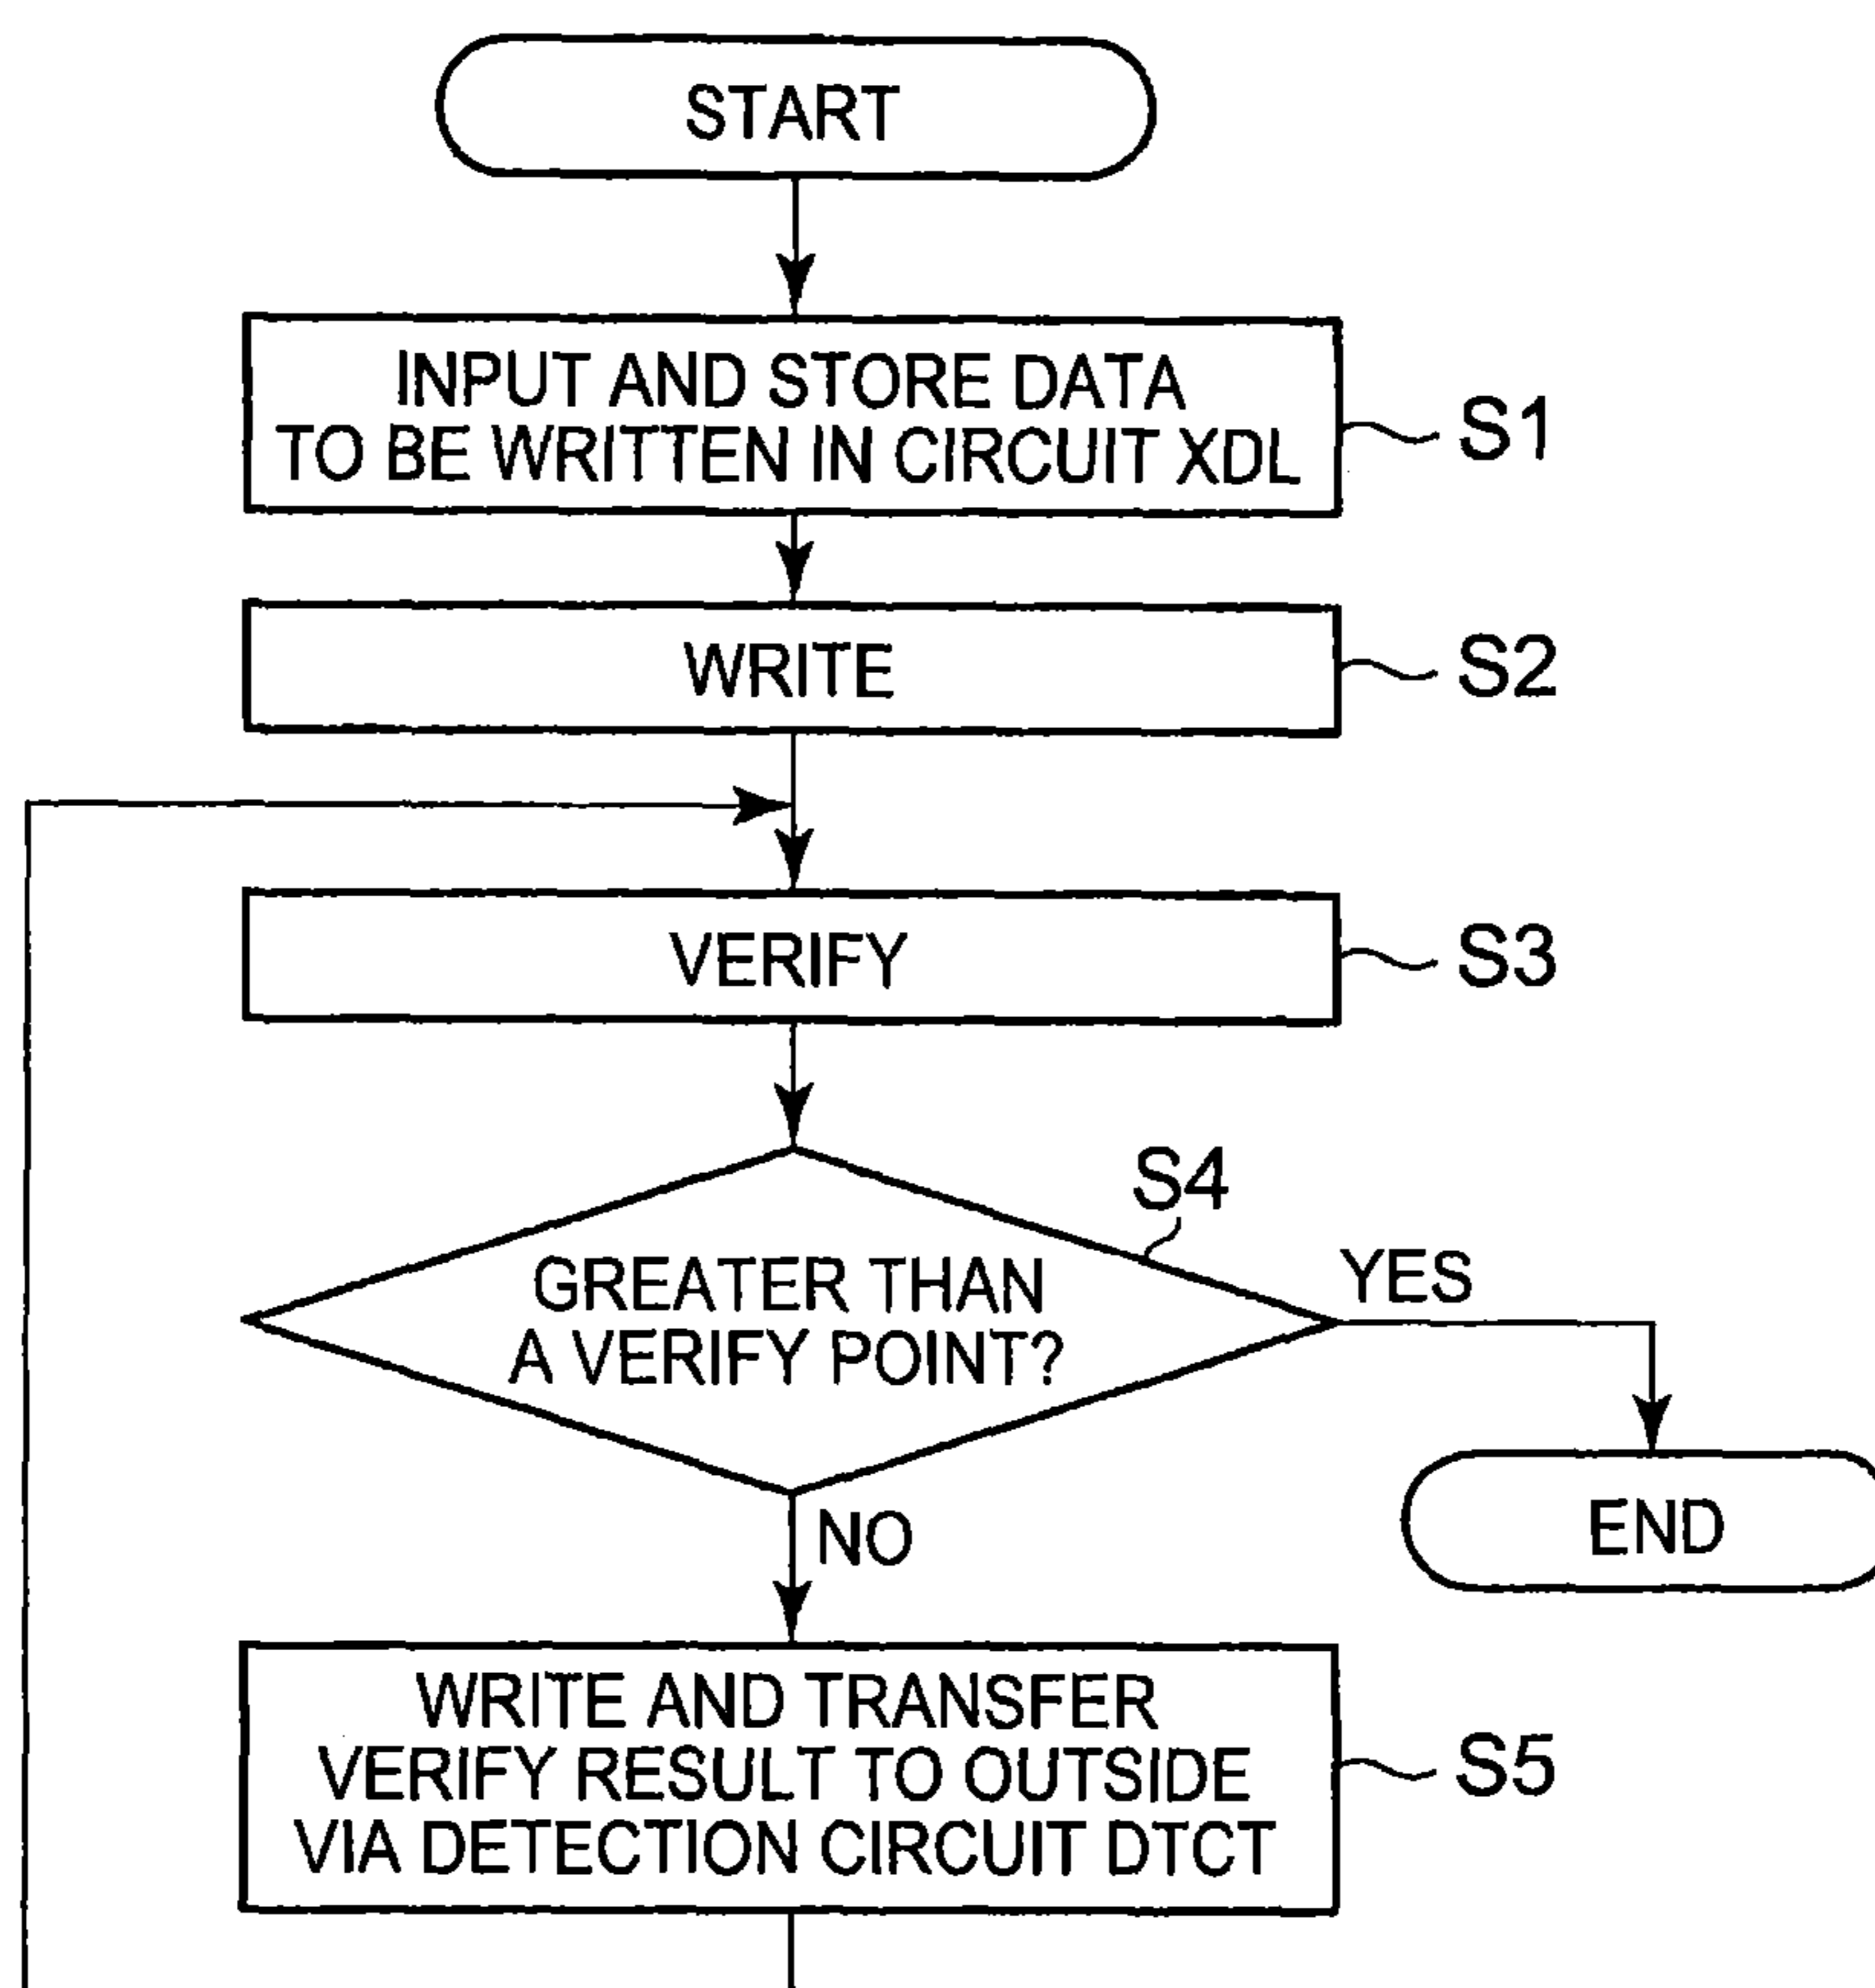 START
INPUT AND STORE DATA
TO BE WRITTEN IN CIRCUIT XDL
S1
WRITE
S2
VERIFY
S3
S4
GREATER THAN
A VERIFY POINT?
YES
END
NO
WRITE AND TRANSFER
VERIFY RESULT TO OUTSIDE
VIA DETECTION CIRCUIT DTCT
S5